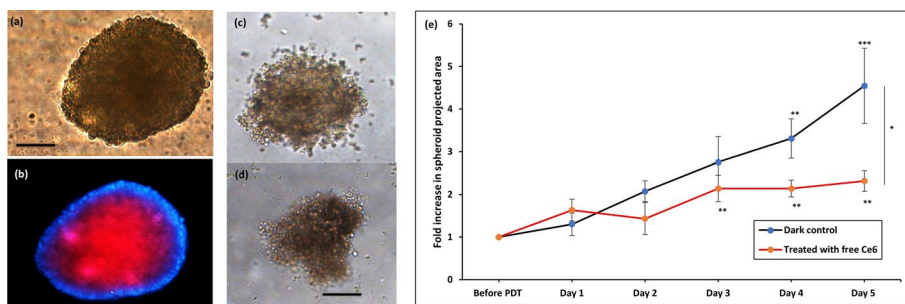 (a)
(b)
(c)
(d)
(e)
Fold increase in spheroid projected area
6
5
4
3
2
1
0
***
**
*
**
**
**
Dark control
Treated with free Ce6
Before PDT Day 1 Day 2 Day 3 Day 4 Day 5